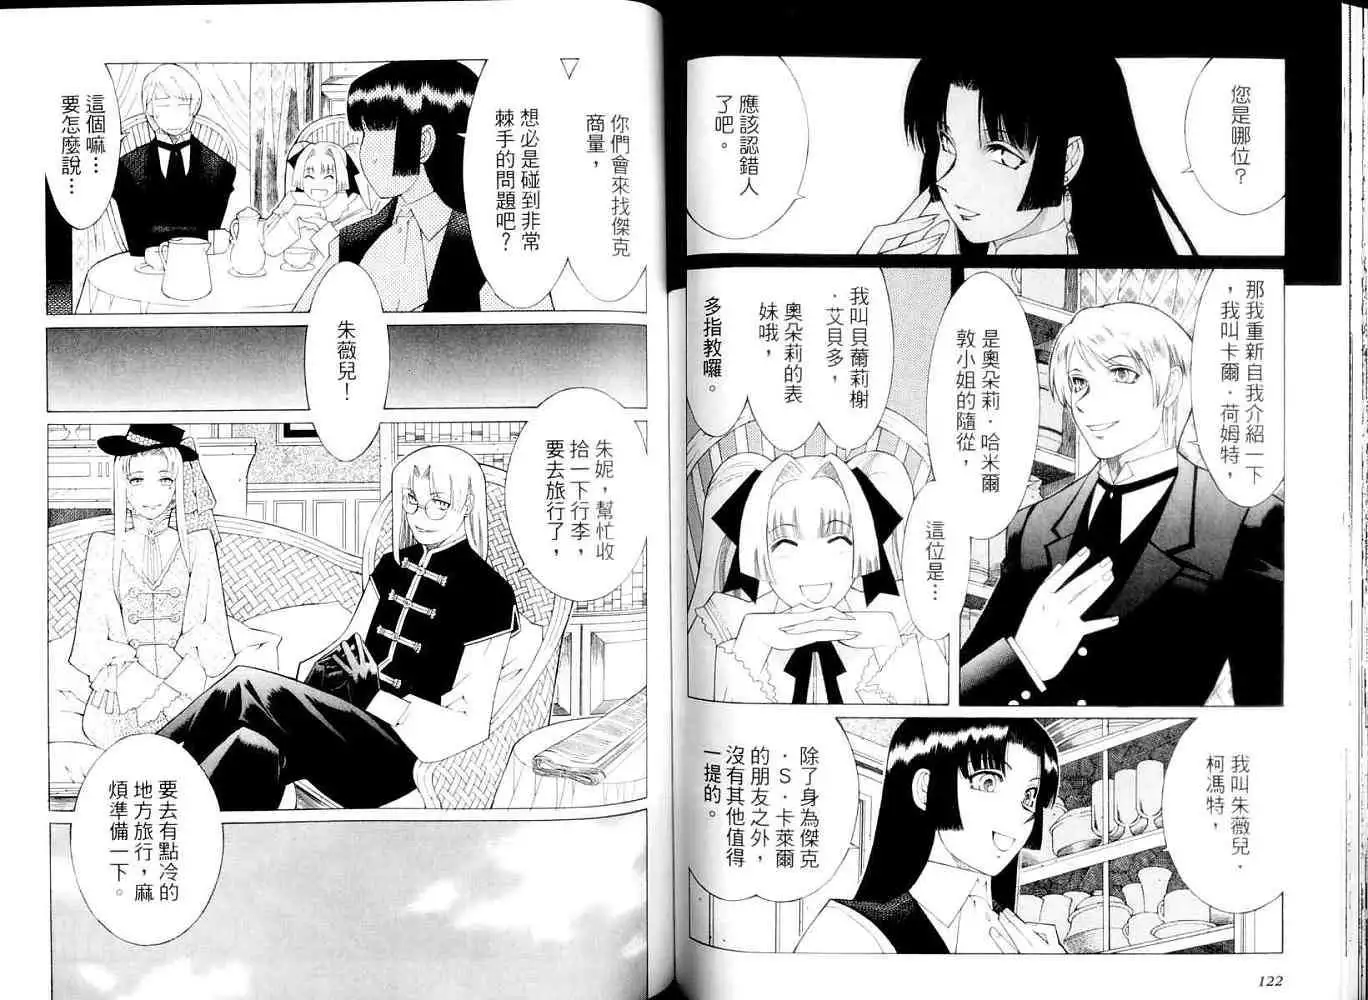 您是哪位？
應該認錯人
了吧。
那我重新自我介紹一下
，我叫卡爾．荷姆特，
是奧朵莉．哈米爾
敦小姐的隨從，
這位是…
我叫貝蕾莉榭
．艾貝多，
奧朵莉的表
妹哦，
多指教囉。
我叫朱薇兒．
柯馮特，
除了身為傑克
．S．卡萊爾
的朋友之外，
沒有其他值得
一提的。
你們會來找傑克
商量，
想必是碰到非常
棘手的問題吧？
這個嘛…
要怎麼說…
朱薇兒！
朱妮，幫忙收
拾一下行李，
要去旅行了，
要去有點冷的
地方旅行，麻
煩準備一下。
122